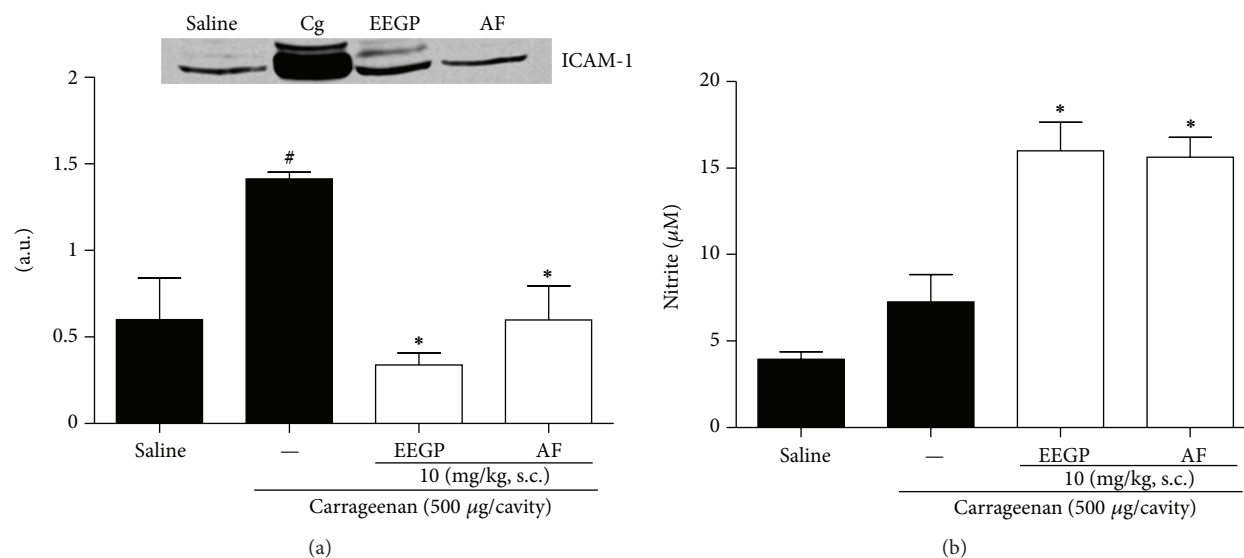 Saline Cg EEGP AF
ICAM-1
2
1.5
1
0.5
0
(a.u.)
#
*
*
Saline — EEGP AF
10 (mg/kg, s.c.)
Carrageenan (500 µg/cavity)
(a)
20
15
10
5
0
Nitrite (µM)
*
*
Saline — EEGP AF
10 (mg/kg, s.c.)
Carrageenan (500 µg/cavity)
(b)